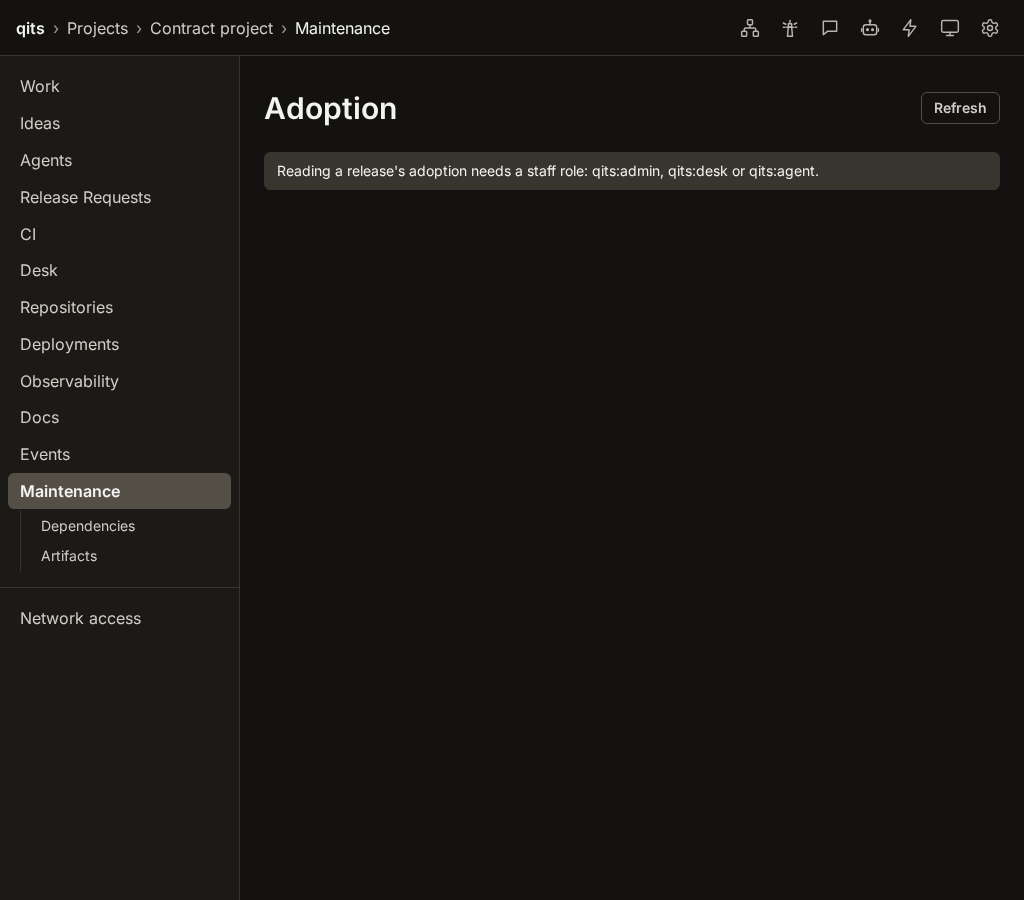 qits › Projects › Contract project › Maintenance
Work
Ideas
Agents
Release Requests
CI
Desk
Repositories
Deployments
Observability
Docs
Events
Maintenance
Dependencies
Artifacts
Network access
Adoption
Refresh
Reading a release's adoption needs a staff role: qits:admin, qits:desk or qits:agent.